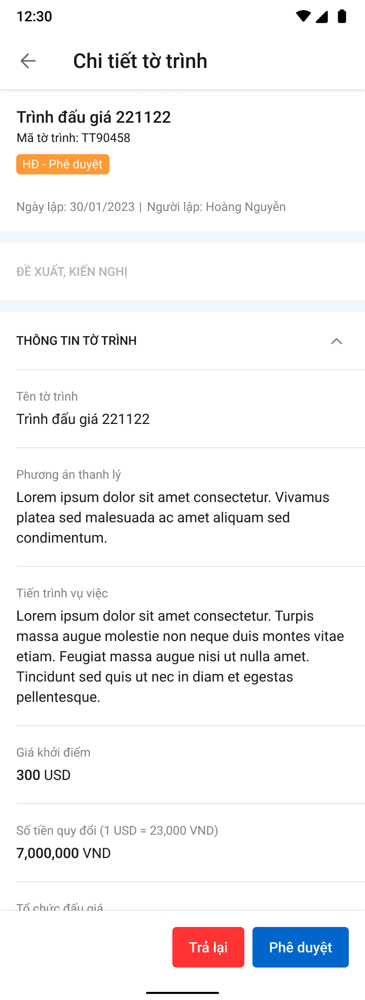 12:30
Chi tiết tờ trình
Trình đấu giá 221122
Mã tờ trình: TT90458
HĐ - Phê duyệt
Ngày lập: 30/01/2023 | Người lập: Hoàng Nguyễn
ĐỀ XUẤT, KIẾN NGHỊ
THÔNG TIN TỜ TRÌNH
Tên tờ trình
Trình đấu giá 221122
Phương án thanh lý
Lorem ipsum dolor sit amet consectetur. Vivamus
platea sed malesuada ac amet aliquam sed
condimentum.
Tiến trình vụ việc
Lorem ipsum dolor sit amet consectetur. Turpis
massa augue molestie non neque duis montes vitae
etiam. Feugiat massa augue nisi ut nulla amet.
Tincidunt sed quis ut nec in diam et egestas
pellentesque.
Giá khởi điểm
300 USD
Số tiền quy đổi (1 USD = 23,000 VND)
7,000,000 VND
Tổ chức đấu giá
Trả lại
Phê duyệt